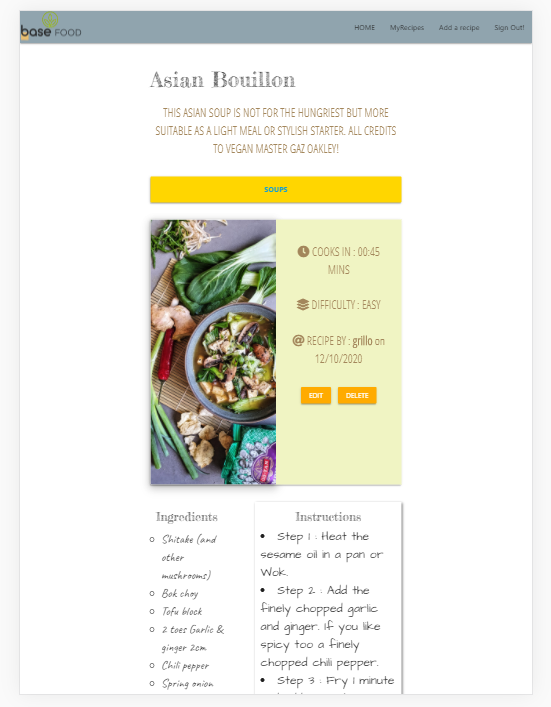 base FOOD
HOME MyRecipes Add a recipe Sign Out!
Asian Bouillon
THIS ASIAN SOUP IS NOT FOR THE HUNGRIEST BUT MORE
SUITABLE AS A LIGHT MEAL OR STYLISH STARTER. ALL CREDITS
TO VEGAN MASTER GAZ OAKLEY!
SOUPS
COOKS IN : 00:45
MINS
DIFFICULTY : EASY
RECIPE BY : grillo on
12/10/2020
EDIT DELETE
Ingredients
Shitake (and
other
mushrooms)
Bok choy
Tofu block
2 toes Garlic &
ginger 2cm
Chili pepper
Spring onion
Instructions
Step 1 : Heat the
sesame oil in a pan or
Wok.
Step 2 : Add the
finely chopped garlic
and ginger. If you like
spicy too a finely
chopped chili pepper.
Step 3 : Fry 1 minute